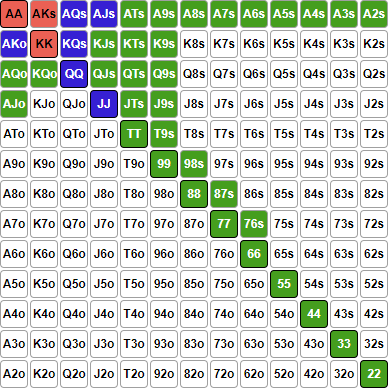 AA AKs AQs AJs ATs A9s A8s A7s A6s A5s A4s A3s A2s
AKo KK KQs KJs KTs K9s K8s K7s K6s K5s K4s K3s K2s
AQo KQo QQ QJs QTs Q9s Q8s Q7s Q6s Q5s Q4s Q3s Q2s
AJo KJo QJo JJ JTs J9s J8s J7s J6s J5s J4s J3s J2s
ATo KTo QTo JTo TT T9s T8s T7s T6s T5s T4s T3s T2s
A9o K9o Q9o J9o T9o 99 98s 97s 96s 95s 94s 93s 92s
A8o K8o Q8o J8o T8o 98o 88 87s 86s 85s 84s 83s 82s
A7o K7o Q7o J7o T7o 97o 87o 77 76s 75s 74s 73s 72s
A6o K6o Q6o J6o T6o 96o 86o 76o 66 65s 64s 63s 62s
A5o K5o Q5o J5o T5o 95o 85o 75o 65o 55 54s 53s 52s
A4o K4o Q4o J4o T4o 94o 84o 74o 64o 54o 44 43s 42s
A3o K3o Q3o J3o T3o 93o 83o 73o 63o 53o 43o 33 32s
A2o K2o Q2o J2o T2o 92o 82o 72o 62o 52o 42o 32o 22